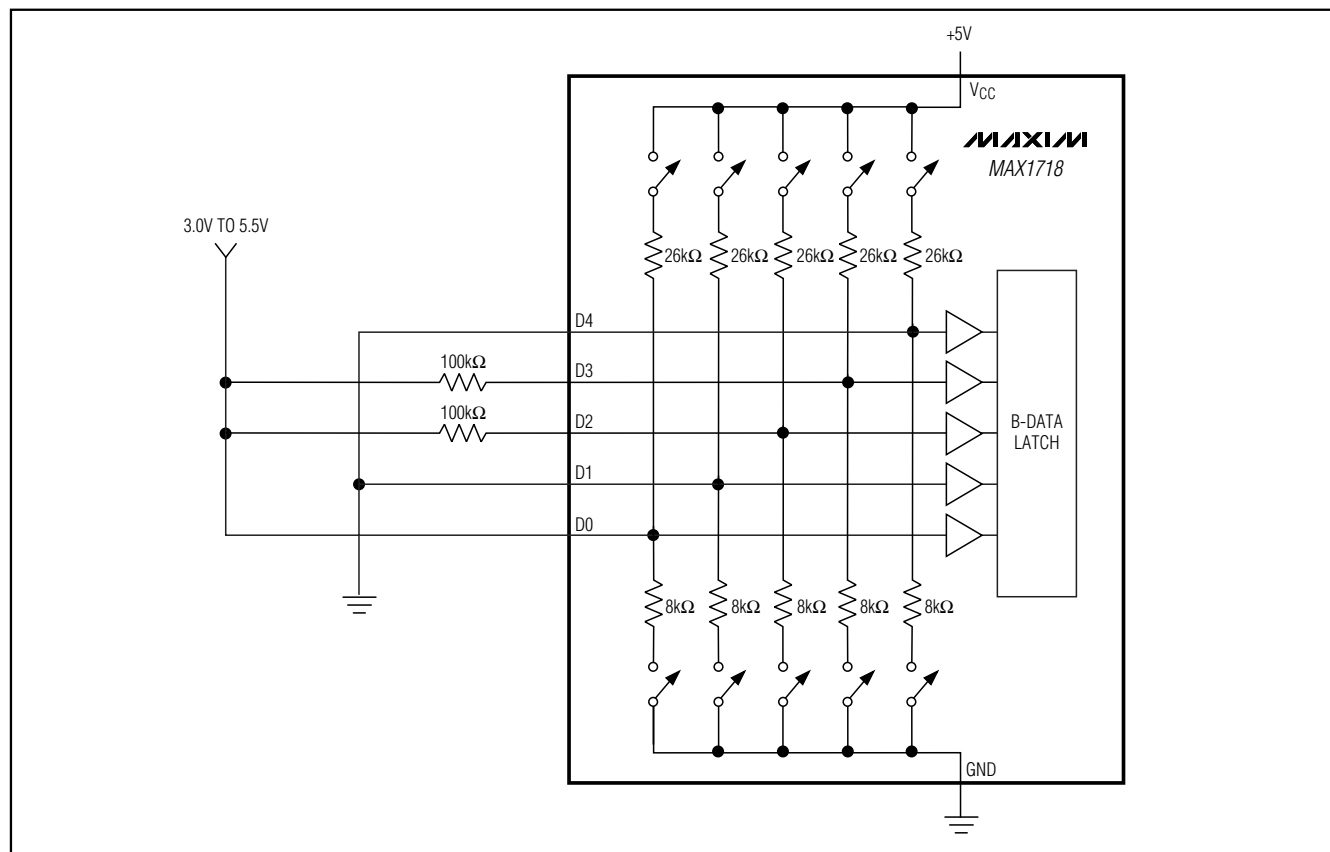 +5V
VCC
MAXIM
MAX1718
3.0V TO 5.5V
26kΩ 26kΩ 26kΩ 26kΩ 26kΩ
D4
100kΩ
D3
100kΩ
D2
B-DATA
LATCH
D1
D0
8kΩ 8kΩ 8kΩ 8kΩ 8kΩ
GND